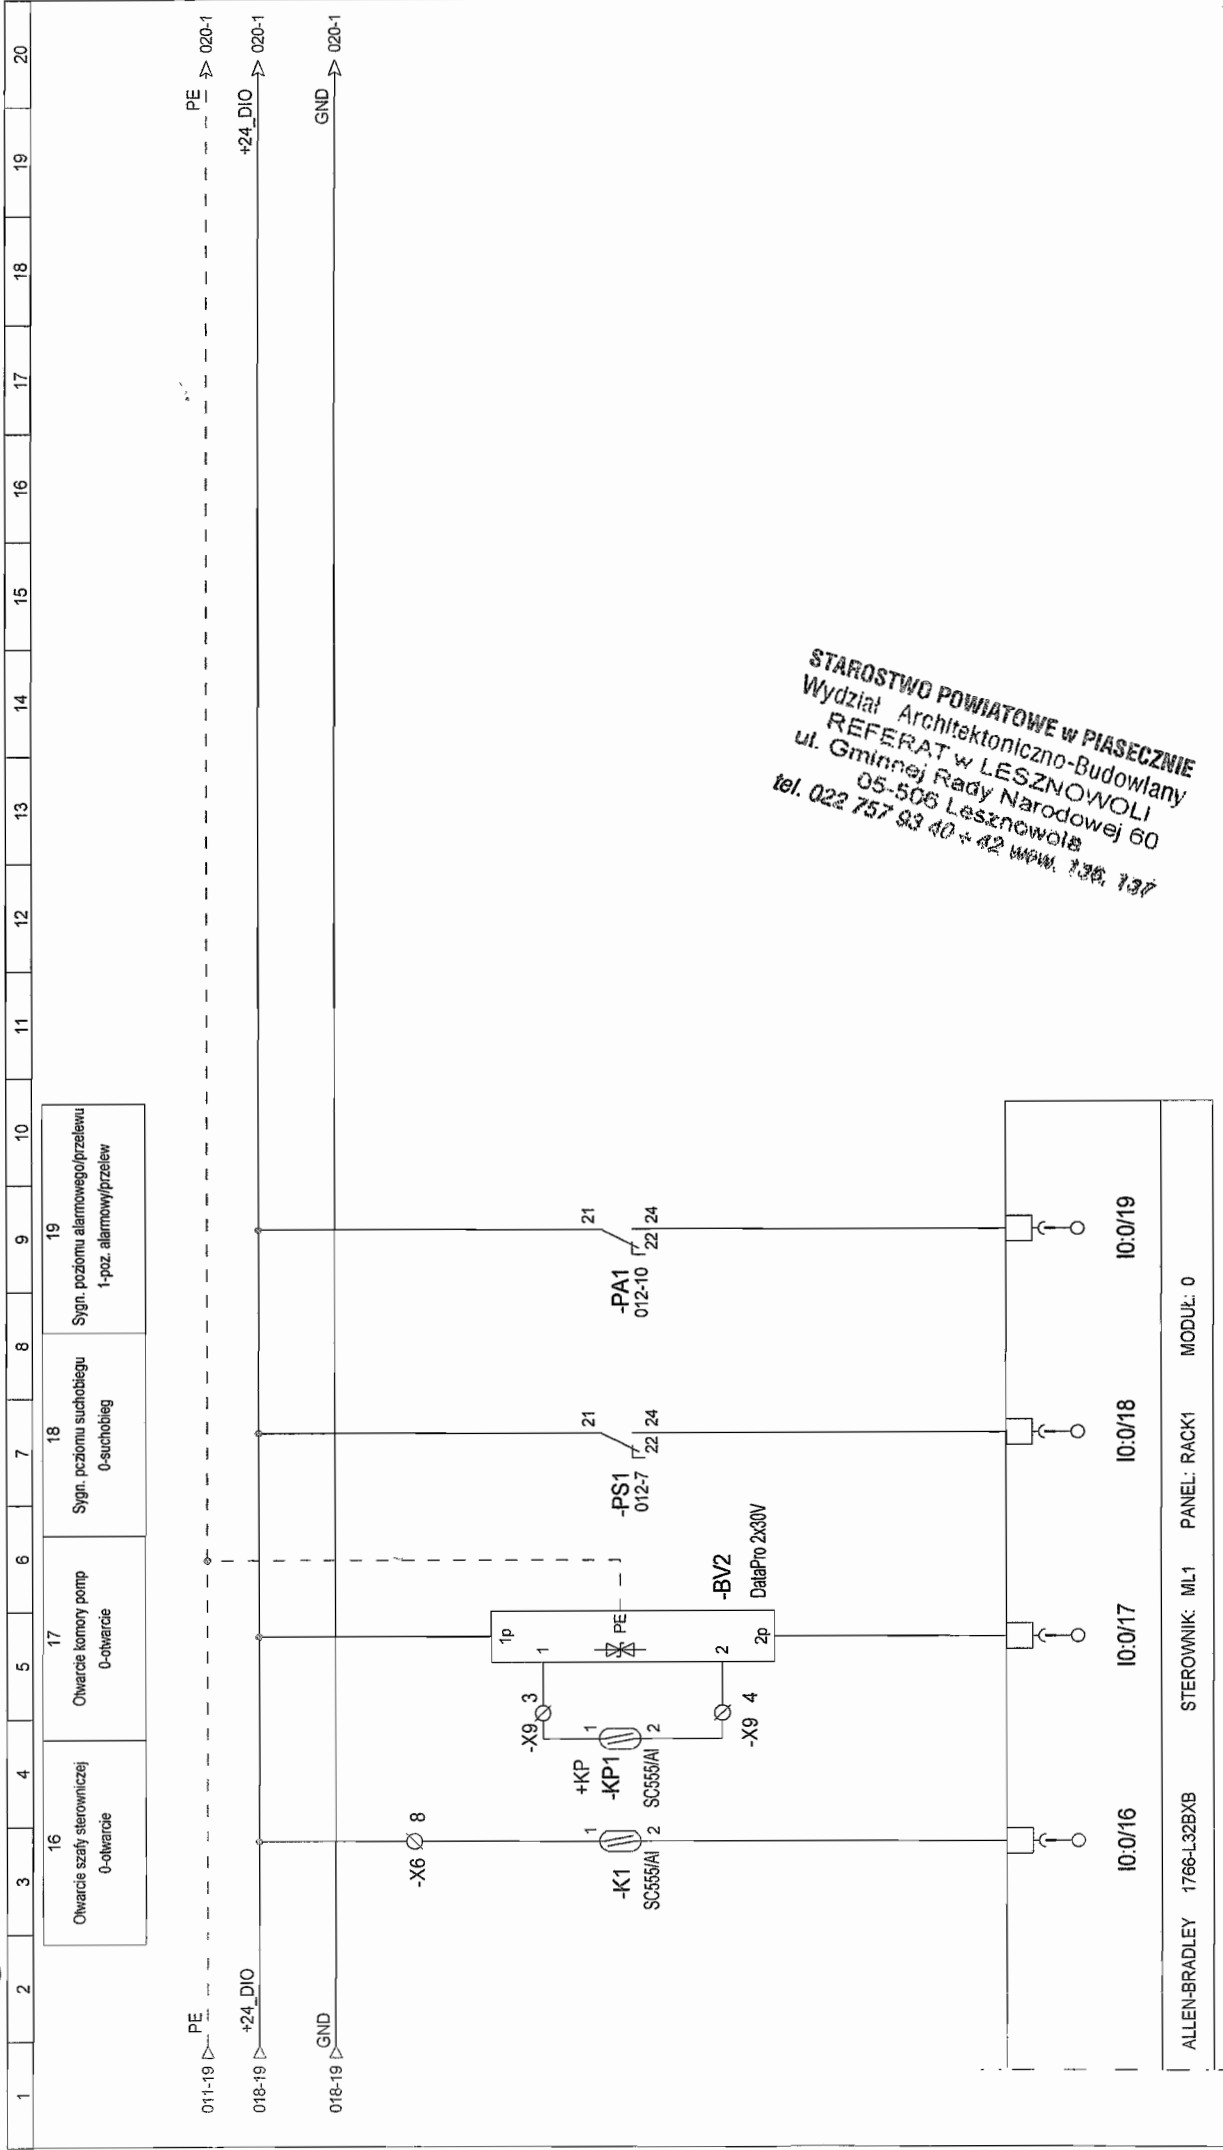 1 2 3 4 5 6 7 8 9 10 11 12 13 14 15 16 17 18 19 20
16
Otwarcie szafy sterowniczej
0-otwarcie
17
Otwarcie komory pomp
0-otwarcie
18
Sygn. poziomu suchobiegu
0-suchobieg
19
Sygn. poziomu alarmowego/przelewu
1-poz. alarmowy/przelew
011-19 PE PE 020-1
018-19 +24_DIO +24_DIO 020-1
018-19 GND GND 020-1
-X6 8
-K1
SC555/Al
1
2
-X9 3
+KP
-KP1
SC555/Al
1
2
-X9 4
1p
1
PE
2
2p
-BV2
DataPro 2x30V
-PS1
012-7
21
22 24
-PA1
012-10
21
22 24
I0:0/16 I0:0/17 I0:0/18 I0:0/19
ALLEN-BRADLEY 1766-L32BXB STEROWNIK: ML1 PANEL: RACK1 MODUŁ: 0
STAROSTWO POWIATOWE w PIASECZNIE
Wydział Architektoniczno-Budowlany
REFERAT w LESZNOWOLI
ul. Gminnej Rady Narodowej 60
05-506 Lesznowola
tel. 022 757 93 40 ÷ 42 wew. 136, 137